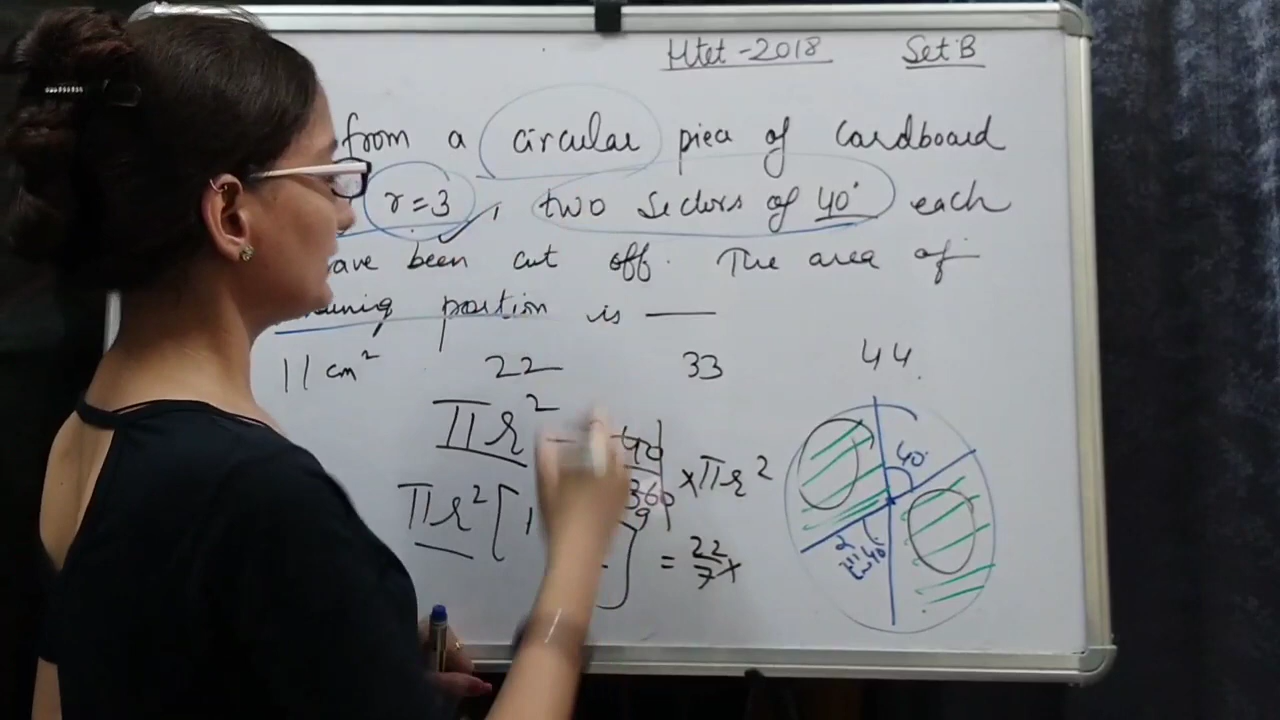 Htet-2018 Set B
from a circular piece of cardboard
r=3, two sectors of 40° each
been cut off. The area of
portion is ___
11 cm² 22 33 44.
πr² 40/360 × πr²
9
πr² [1 ] = 22/7 ×
40°
40°